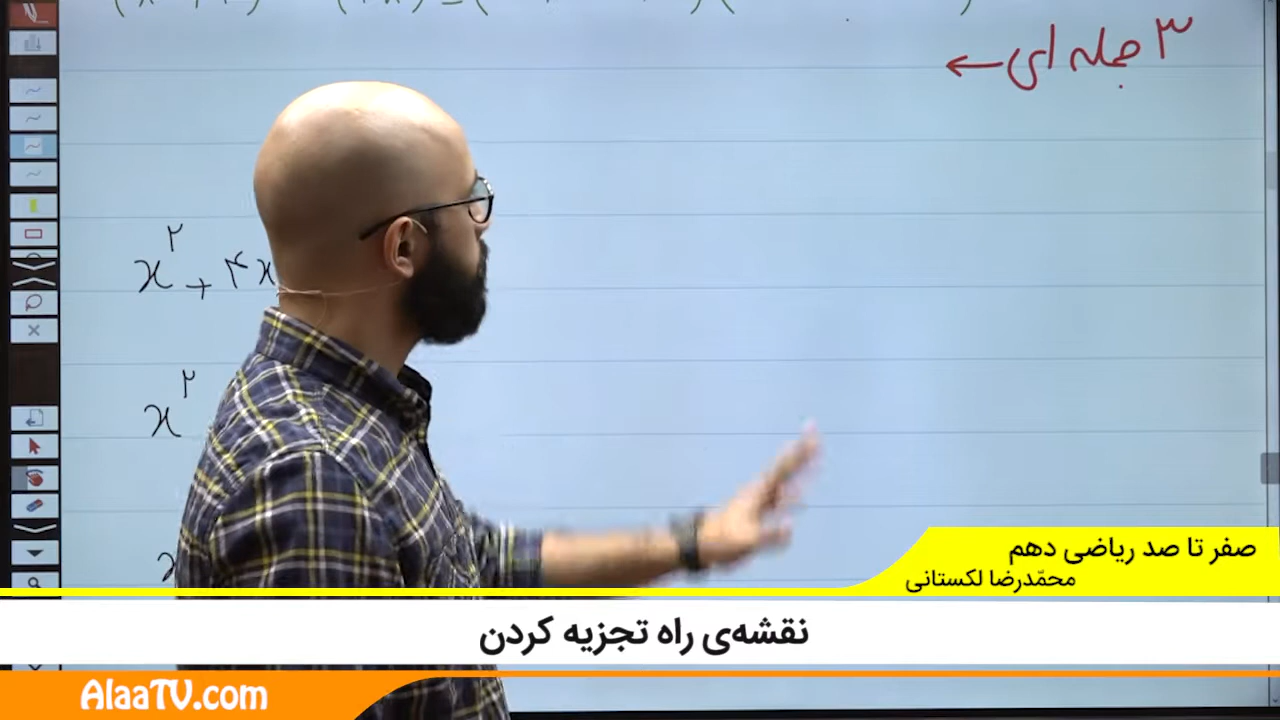 ۳ جمله ای ←
x² + ۴x
x²
صفر تا صد ریاضی دهم
محمّدرضا لکستانی
نقشه‌ی راه تجزیه کردن
AlaaTV.com